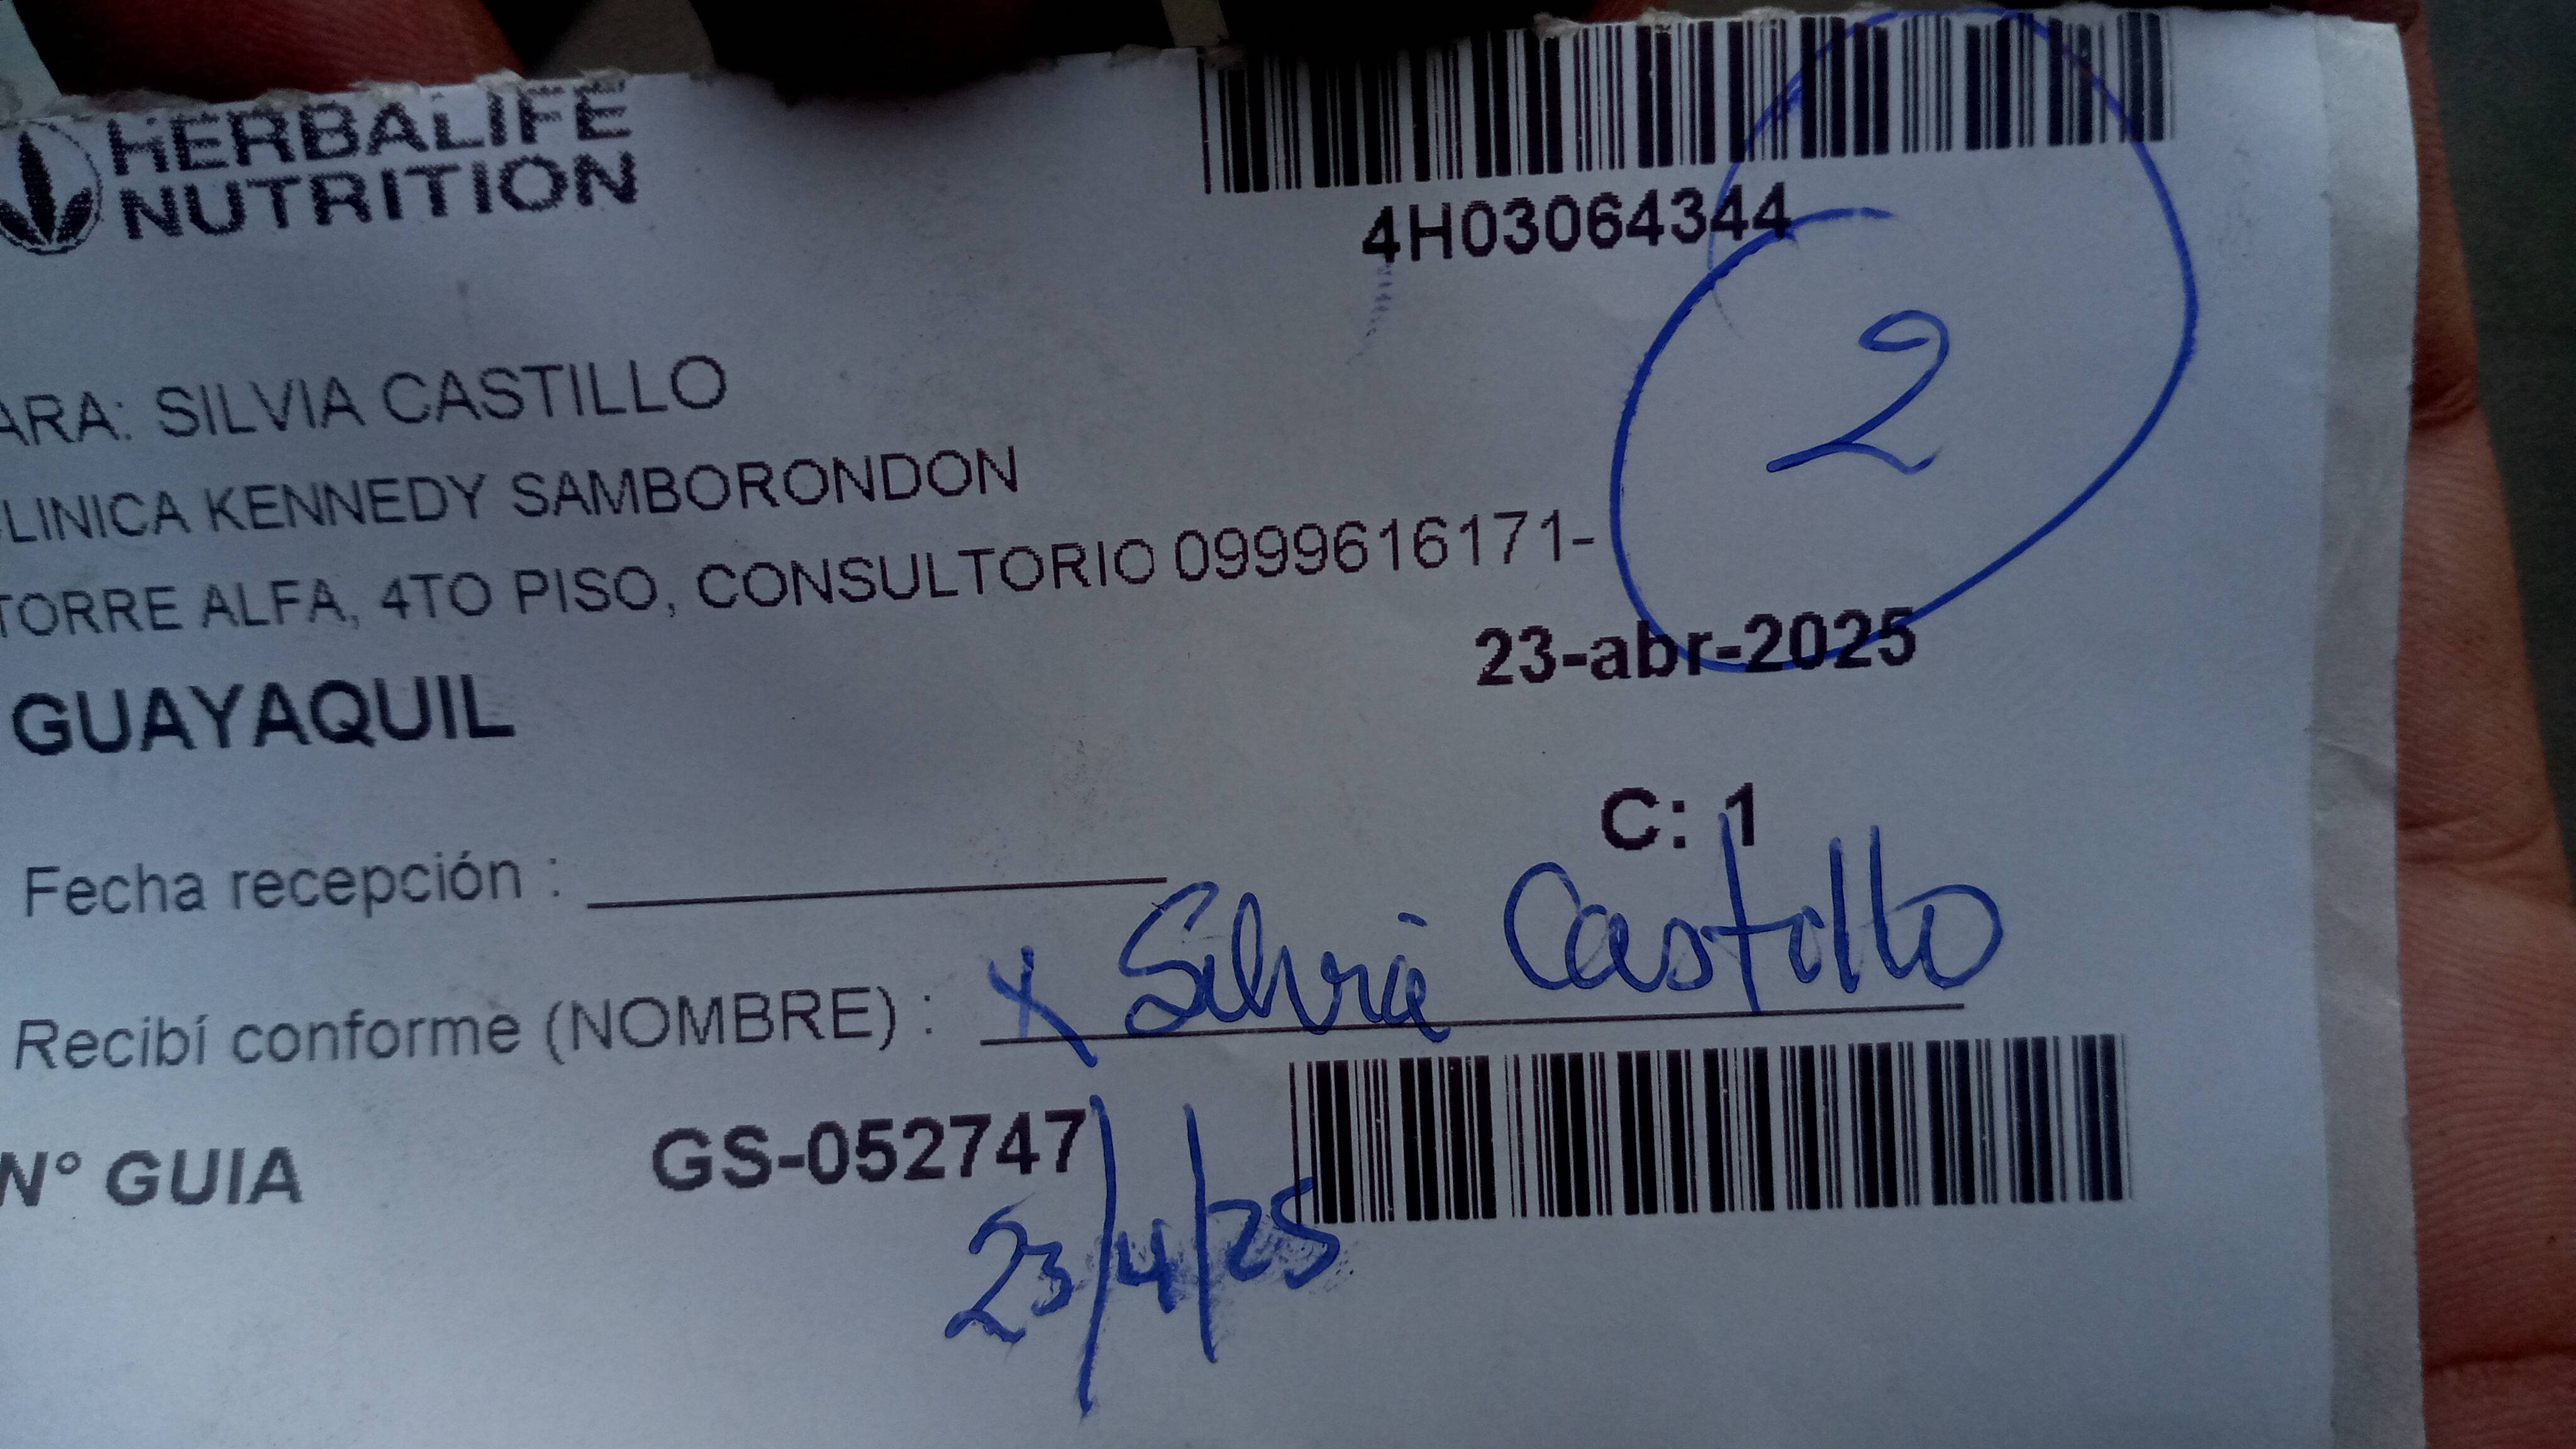 HERBALIFE
NUTRITION
4H03064344
2
ARA: SILVIA CASTILLO
LINICA KENNEDY SAMBORONDON
TORRE ALFA, 4TO PISO, CONSULTORIO 0999616171-
23-abr-2025
GUAYAQUIL
C: 1
Fecha recepción :
Recibí conforme (NOMBRE) : x Silvia Castillo
N° GUIA GS-052747
23/4/25